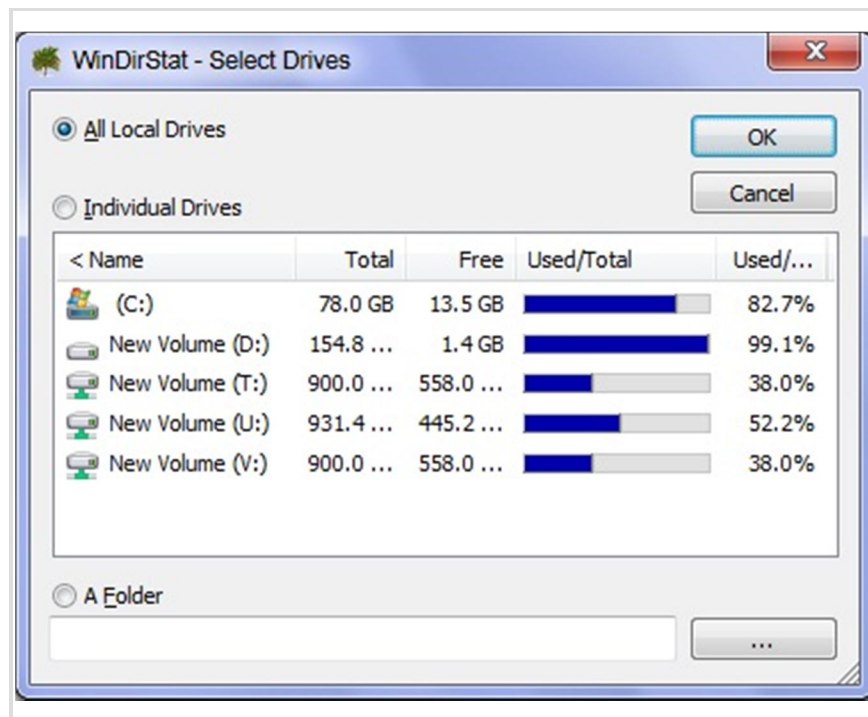 WinDirStat - Select Drives
All Local Drives
OK
Cancel
Individual Drives
< Name Total Free Used/Total Used/...
(C:) 78.0 GB 13.5 GB 82.7%
New Volume (D:) 154.8 ... 1.4 GB 99.1%
New Volume (T:) 900.0 ... 558.0 ... 38.0%
New Volume (U:) 931.4 ... 445.2 ... 52.2%
New Volume (V:) 900.0 ... 558.0 ... 38.0%
A Folder
...